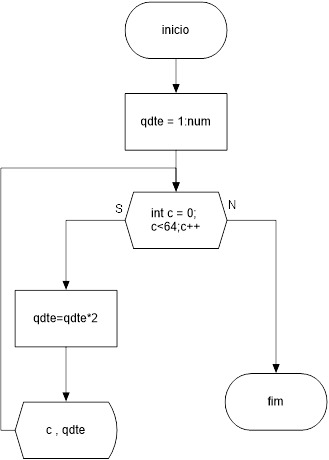 inicio
qdte = 1:num
int c = 0;
c<64;c++
S
N
qdte=qdte*2
c , qdte
fim